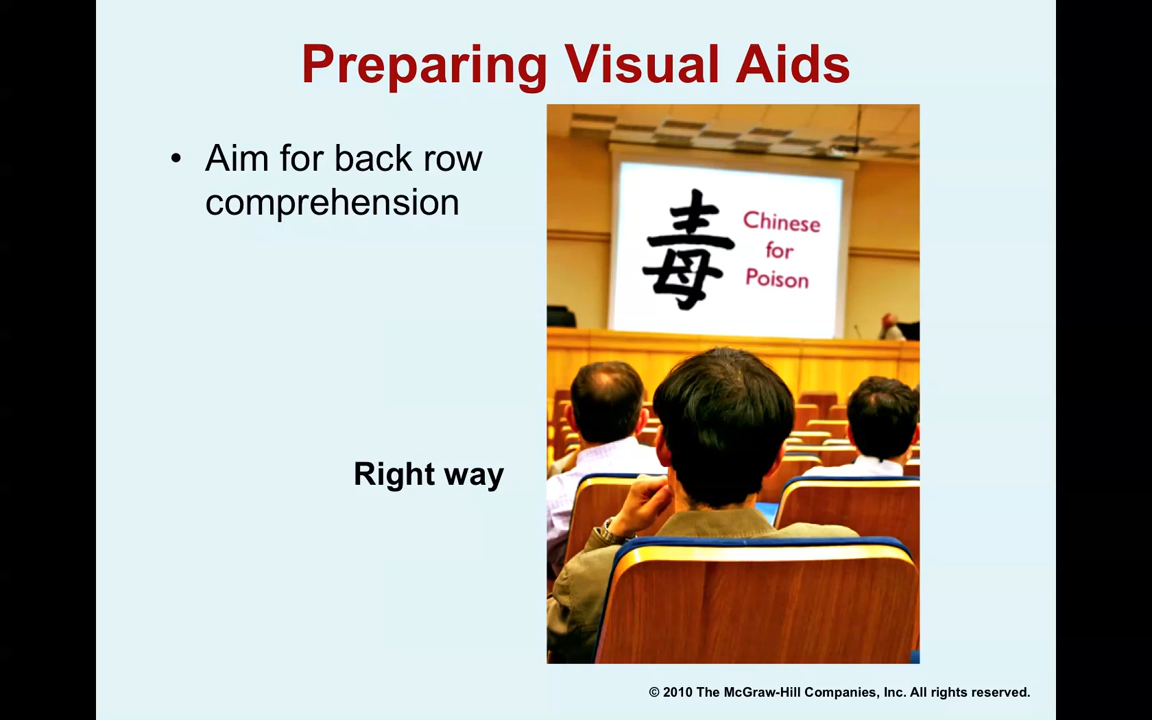 Preparing Visual Aids
• Aim for back row
comprehension
毒
Chinese
for
Poison
Right way
© 2010 The McGraw-Hill Companies, Inc. All rights reserved.